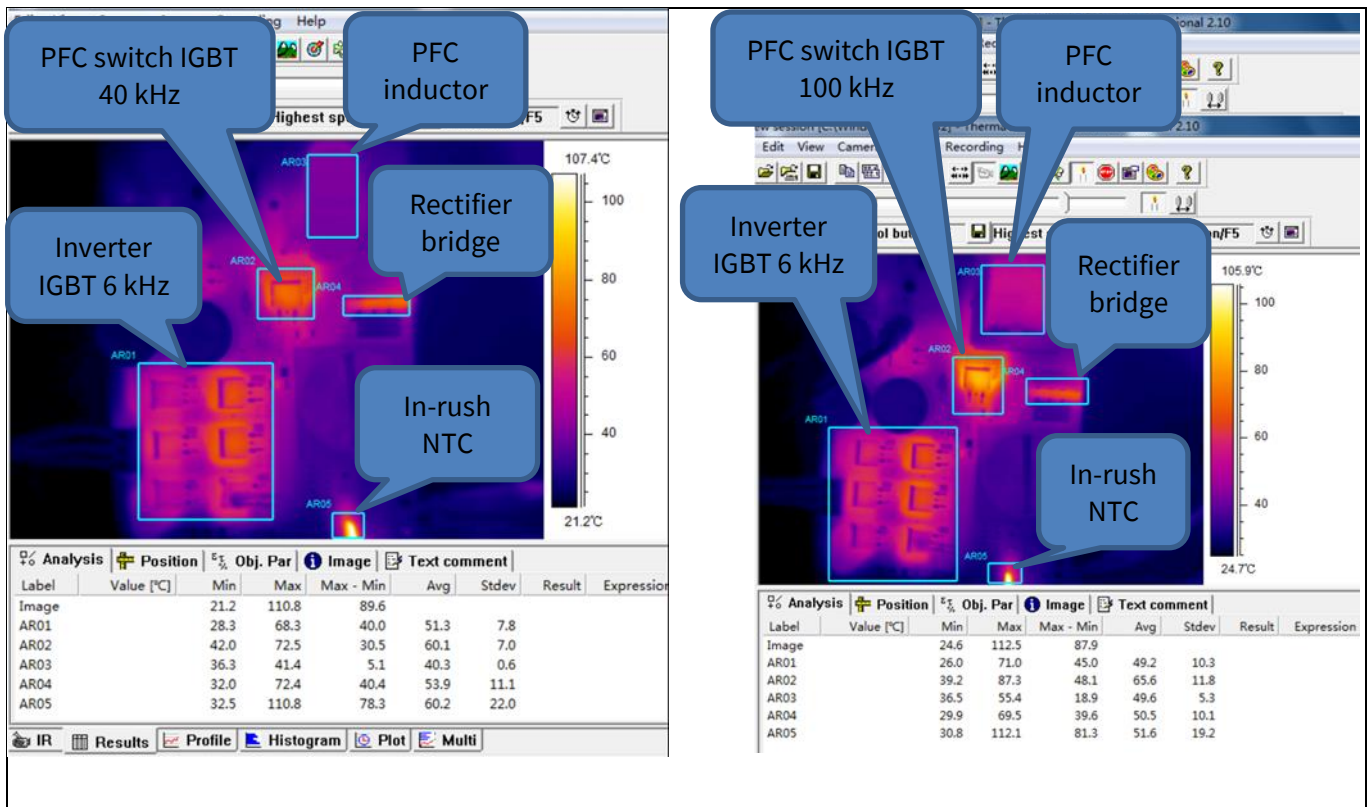 Help
PFC switch IGBT
40 kHz
PFC
inductor
Highest sp
/F5
Inverter
IGBT 6 kHz
Rectifier
bridge
In-rush
NTC
AR03
AR02
AR04
AR01
AR05
107.4°C
100
80
60
40
21.2°C
Analysis Position Obj. Par Image Text comment
Label Value [°C] Min Max Max - Min Avg Stdev Result Expression
Image 21.2 110.8 89.6
AR01 28.3 68.3 40.0 51.3 7.8
AR02 42.0 72.5 30.5 60.1 7.0
AR03 36.3 41.4 5.1 40.3 0.6
AR04 32.0 72.4 40.4 53.9 11.1
AR05 32.5 110.8 78.3 60.2 22.0
IR Results Profile Histogram Plot Multi
PFC switch IGBT
100 kHz
PFC
inductor
ional 2.10
2.10
Edit View Camer Recording H
ol but Highest on/F5
Inverter
IGBT 6 kHz
Rectifier
bridge
In-rush
NTC
AR03
AR02
AR04
AR01
AR05
105.9°C
100
80
60
40
24.7°C
Analysis Position Obj. Par Image Text comment
Label Value [°C] Min Max Max - Min Avg Stdev Result Expression
Image 24.6 112.5 87.9
AR01 26.0 71.0 45.0 49.2 10.3
AR02 39.2 87.3 48.1 65.6 11.8
AR03 36.5 55.4 18.9 49.6 5.3
AR04 29.9 69.5 39.6 50.5 10.1
AR05 30.8 112.1 81.3 51.6 19.2